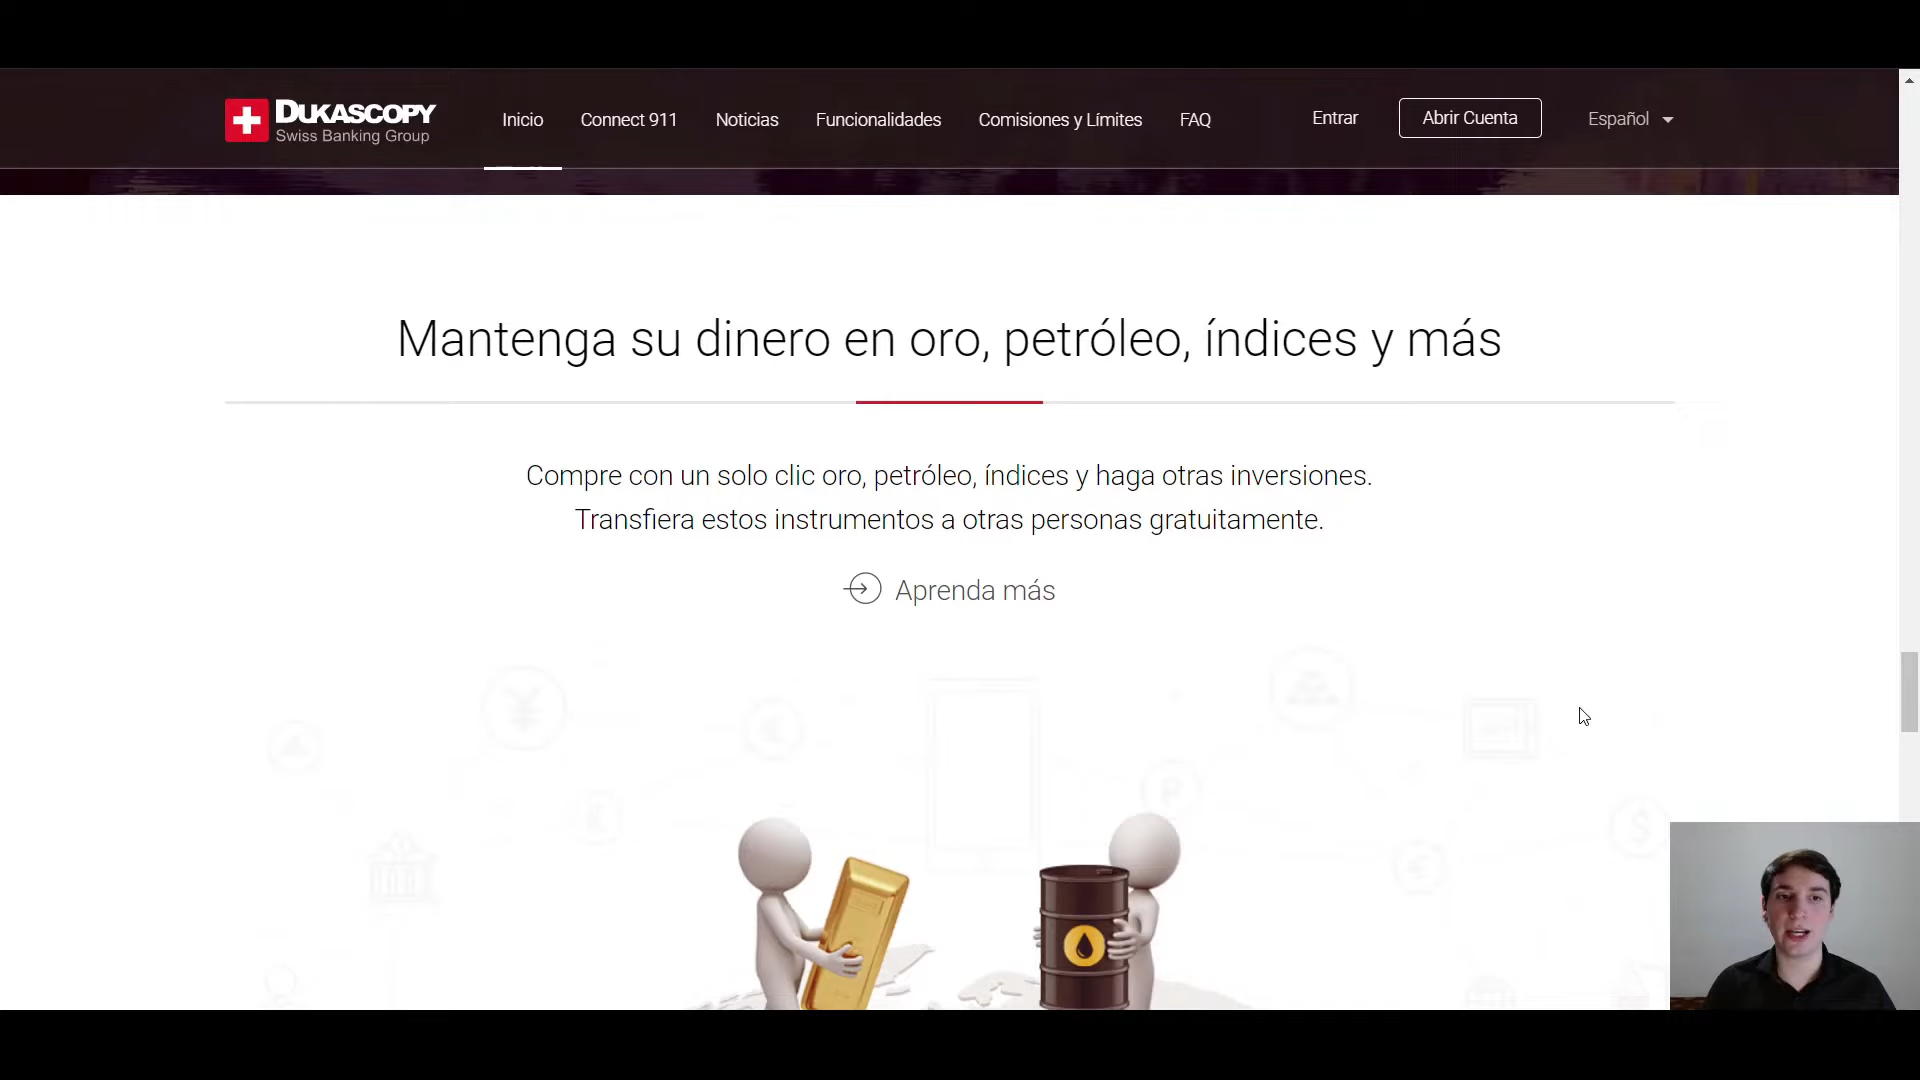 DUKASCOPY
Swiss Banking Group
Inicio
Connect 911
Noticias
Funcionalidades
Comisiones y Límites
FAQ
Entrar
Abrir Cuenta
Español
Mantenga su dinero en oro, petróleo, índices y más
Compre con un solo clic oro, petróleo, índices y haga otras inversiones.
Transfiera estos instrumentos a otras personas gratuitamente.
Aprenda más